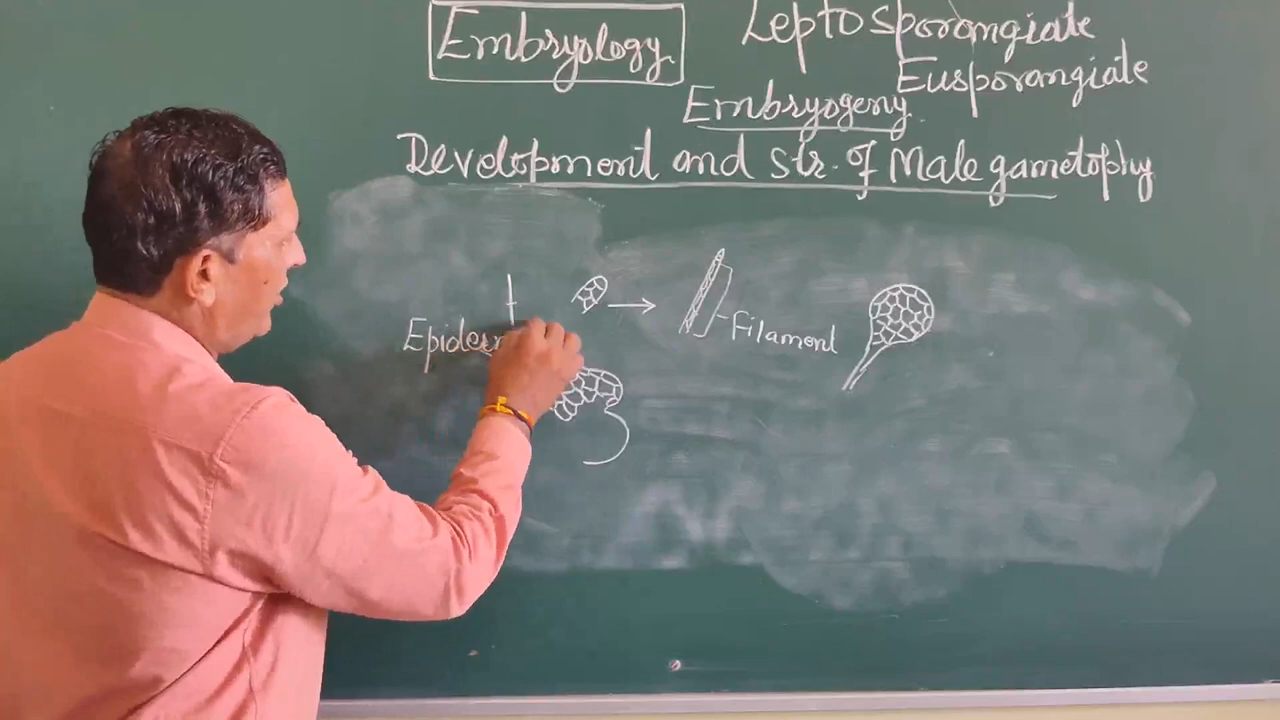 Embryology
Leptosporangiate
Eusporangiate
Embryogeny
Development and str. of Male gametophy
Filament